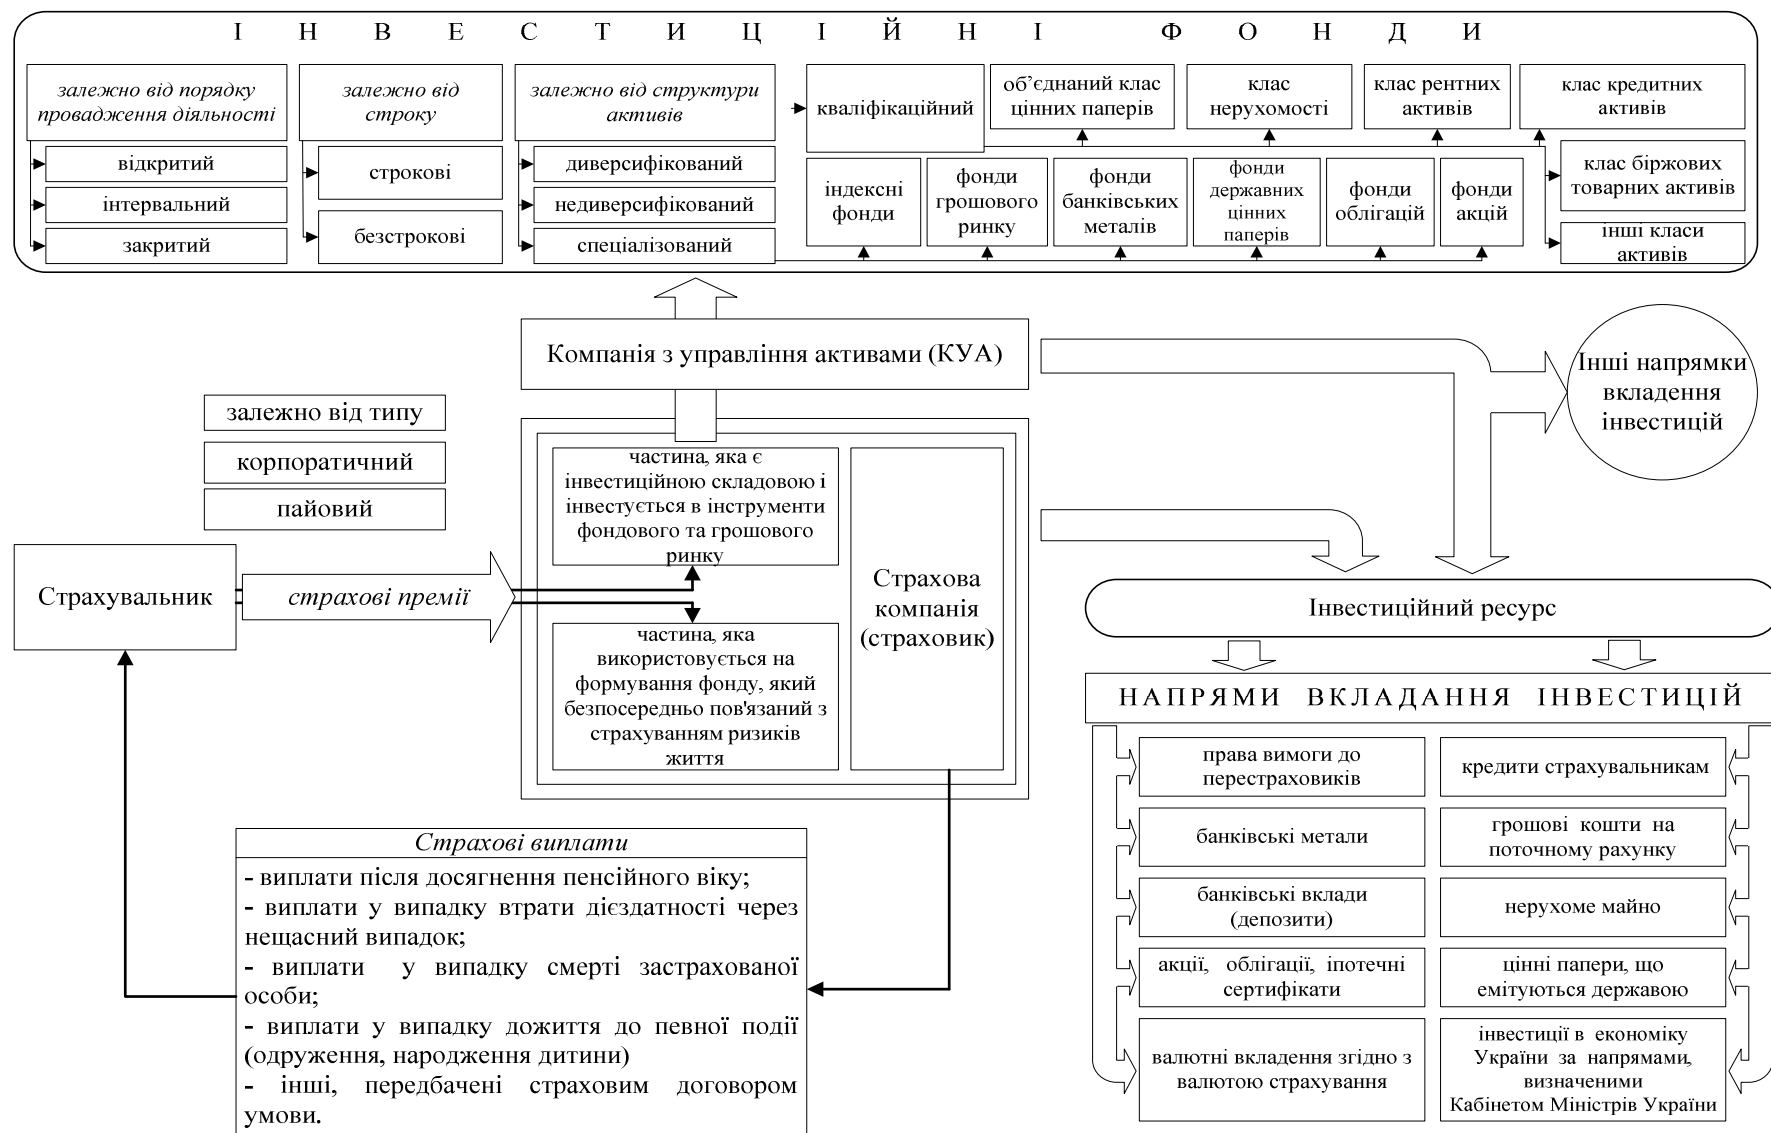 ІНВЕСТИЦІЙНІ ФОНДИ
залежно від порядку
провадження діяльності
відкритий
інтервальний
закритий
залежно від
строку
строкові
безстрокові
залежно від структури
активів
диверсифікований
недиверсифікований
спеціалізований
кваліфікаційний
об’єднаний клас
цінних паперів
клас
нерухомості
клас рентних
активів
клас кредитних
активів
клас біржових
товарних активів
інші класи
активів
індексні
фонди
фонди
грошового
ринку
фонди
банківських
металів
фонди
державних
цінних
паперів
фонди
облігацій
фонди
акцій
Компанія з управління активами (КУА)
Інші напрямки
вкладення
інвестицій
залежно від типу
корпоратичний
пайовий
частина, яка є
інвестиційною складовою і
інвестується в інструменти
фондового та грошового
ринку
Страхова
компанія
(страховик)
Страхувальник
страхові премії
частина, яка
використовується на
формування фонду, який
безпосередньо пов'язаний з
страхуванням ризиків
життя
Інвестиційний ресурс
НАПРЯМИ ВКЛАДАННЯ ІНВЕСТИЦІЙ
права вимоги до
перестраховиків
кредити страхувальникам
банківські метали
грошові кошти на
поточному рахунку
банківські вклади
(депозити)
нерухоме майно
акції, облігації, іпотечні
сертифікати
цінні папери, що
емітуються державою
валютні вкладення згідно з
валютою страхування
інвестиції в економіку
України за напрямами,
визначеними
Кабінетом Міністрів України
Страхові виплати
- виплати після досягнення пенсійного віку;
- виплати у випадку втрати дієздатності через
нещасний випадок;
- виплати у випадку смерті застрахованої
особи;
- виплати у випадку дожиття до певної події
(одруження, народження дитини)
- інші, передбачені страховим договором
умови.